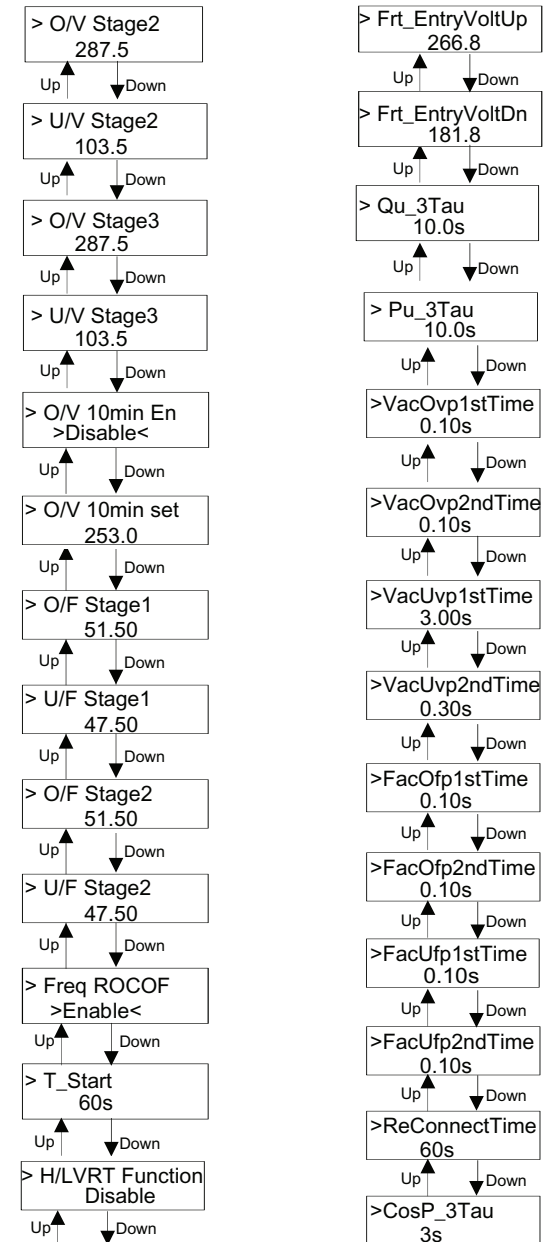 > O/V Stage2
287.5
Up
Down
> U/V Stage2
103.5
Up
Down
> O/V Stage3
287.5
Up
Down
> U/V Stage3
103.5
Up
Down
> O/V 10min En
>Disable<
Up
Down
> O/V 10min set
253.0
Up
Down
> O/F Stage1
51.50
Up
Down
> U/F Stage1
47.50
Up
Down
> O/F Stage2
51.50
Up
Down
> U/F Stage2
47.50
Up
Down
> Freq ROCOF
>Enable<
Up
Down
> T_Start
60s
Up
Down
> H/LVRT Function
Disable
Up
Down
> Frt_EntryVoltUp
266.8
Up
Down
> Frt_EntryVoltDn
181.8
Up
Down
> Qu_3Tau
10.0s
Up
Down
> Pu_3Tau
10.0s
Up
Down
>VacOvp1stTime
0.10s
Up
Down
>VacOvp2ndTime
0.10s
Up
Down
>VacUvp1stTime
3.00s
Up
Down
>VacUvp2ndTime
0.30s
Up
Down
>FacOfp1stTime
0.10s
Up
Down
>FacOfp2ndTime
0.10s
Up
Down
>FacUfp1stTime
0.10s
Up
Down
>FacUfp2ndTime
0.10s
Up
Down
>ReConnectTime
60s
Up
Down
>CosP_3Tau
3s